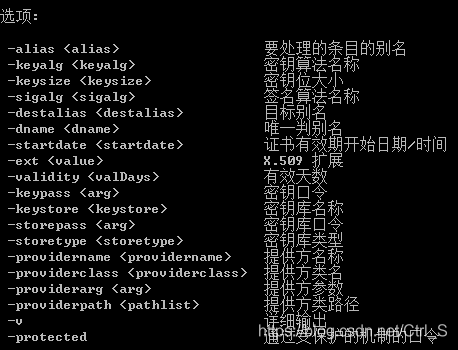 选项:
-alias <alias> 要处理的条目的别名
-keyalg <keyalg> 密钥算法名称
-keysize <keysize> 密钥位大小
-sigalg <sigalg> 签名算法名称
-destalias <destalias> 目标别名
-dname <dname> 唯一判别名
-startdate <startdate> 证书有效期开始日期/时间
-ext <value> X.509 扩展
-validity <valDays> 有效天数
-keypass <arg> 密钥口令
-keystore <keystore> 密钥库名称
-storepass <arg> 密钥库口令
-storetype <storetype> 密钥库类型
-providername <providername> 提供方名称
-providerclass <providerclass> 提供方类名
-providerarg <arg> 提供方参数
-providerpath <pathlist> 提供方类路径
-v 详细输出
-protected 通过受保护的机制的口令
https://blog.csdn.net/Ctrl_S